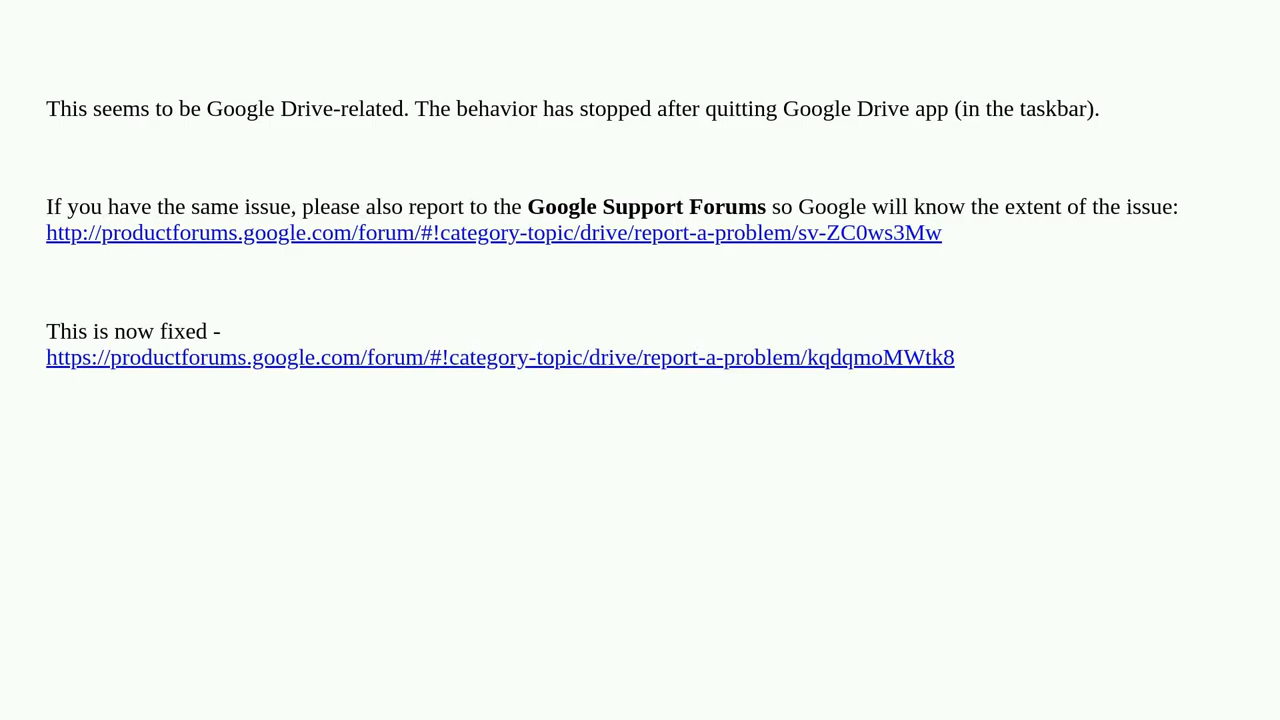 This seems to be Google Drive-related. The behavior has stopped after quitting Google Drive app (in the taskbar).
If you have the same issue, please also report to the Google Support Forums so Google will know the extent of the issue:
http://productforums.google.com/forum/#!category-topic/drive/report-a-problem/sv-ZC0ws3Mw
This is now fixed -
https://productforums.google.com/forum/#!category-topic/drive/report-a-problem/kqdqmoMWtk8